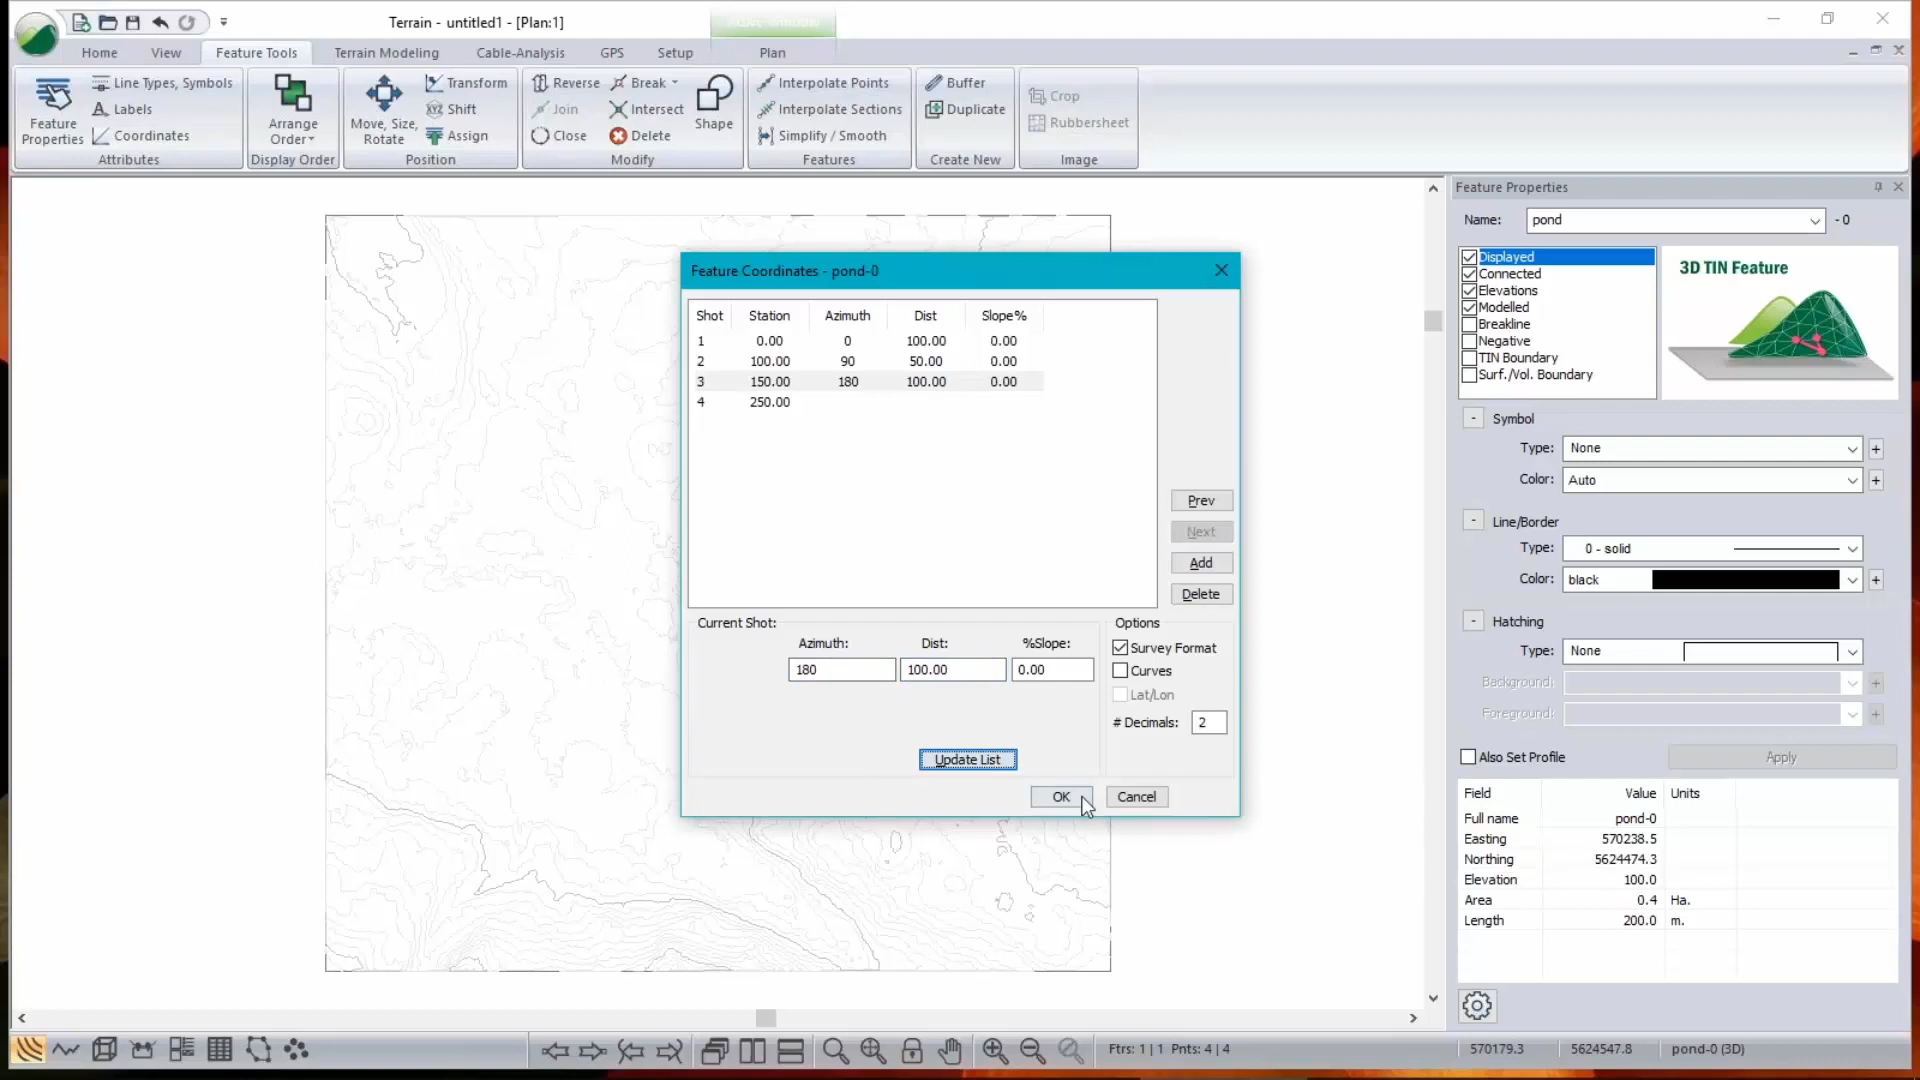 Terrain - untitled1 - [Plan:1]
Home View Feature Tools Terrain Modeling Cable-Analysis GPS Setup Plan
Feature Properties
Line Types, Symbols
Labels
Coordinates
Attributes
Arrange Order
Display Order
Move, Size, Rotate
Transform
Shift
Assign
Position
Reverse Break
Join Intersect
Close Delete
Shape
Modify
Interpolate Points
Interpolate Sections
Simplify / Smooth
Features
Buffer
Duplicate
Create New
Crop
Rubbersheet
Image
Feature Coordinates - pond-0
Shot Station Azimuth Dist Slope%
1 0.00 0 100.00 0.00
2 100.00 90 50.00 0.00
3 150.00 180 100.00 0.00
4 250.00
Prev
Next
Add
Delete
Current Shot:
Azimuth: Dist: %Slope:
180 100.00 0.00
Update List
Options
Survey Format
Curves
Lat/Lon
# Decimals: 2
OK Cancel
Feature Properties
Name: pond - 0
Displayed
Connected
Elevations
Modelled
Breakline
Negative
TIN Boundary
Surf./Vol. Boundary
3D TIN Feature
- Symbol
Type: None +
Color: Auto +
- Line/Border
Type: 0 - solid
Color: black +
- Hatching
Type: None
Background: +
Foreground: +
Also Set Profile Apply
Field Value Units
Full name pond-0
Easting 570238.5
Northing 5624474.3
Elevation 100.0
Area 0.4 Ha.
Length 200.0 m.
Ftrs: 1 | 1 Pnts: 4 | 4
570179.3 5624547.8 pond-0 (3D)